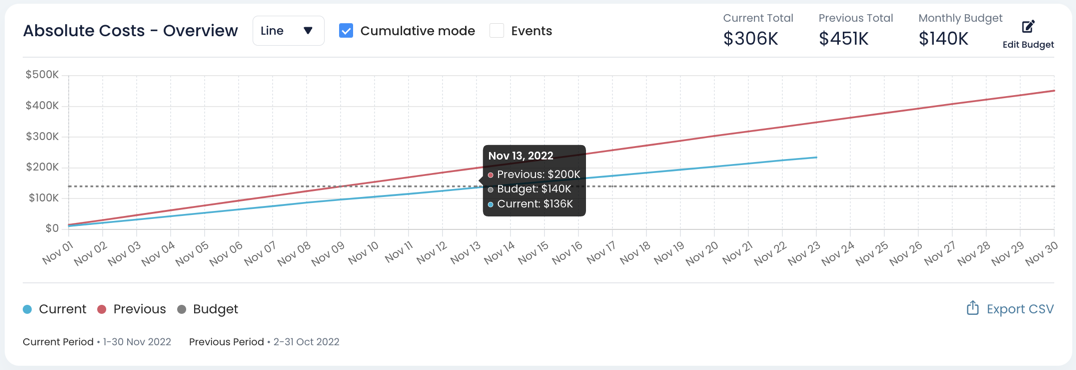 Absolute Costs - Overview
Line
Cumulative mode
Events
Current Total
$306K
Previous Total
$451K
Monthly Budget
$140K
Edit Budget
$500K
$400K
$300K
$200K
$100K
$0
Nov 13, 2022
Previous: $200K
Budget: $140K
Current: $136K
Nov 01 Nov 02 Nov 03 Nov 04 Nov 05 Nov 06 Nov 07 Nov 08 Nov 09 Nov 10 Nov 11 Nov 12 Nov 13 Nov 14 Nov 15 Nov 16 Nov 17 Nov 18 Nov 19 Nov 20 Nov 21 Nov 22 Nov 23 Nov 24 Nov 25 Nov 26 Nov 27 Nov 28 Nov 29 Nov 30
Current Previous Budget
Export CSV
Current Period • 1-30 Nov 2022 Previous Period • 2-31 Oct 2022